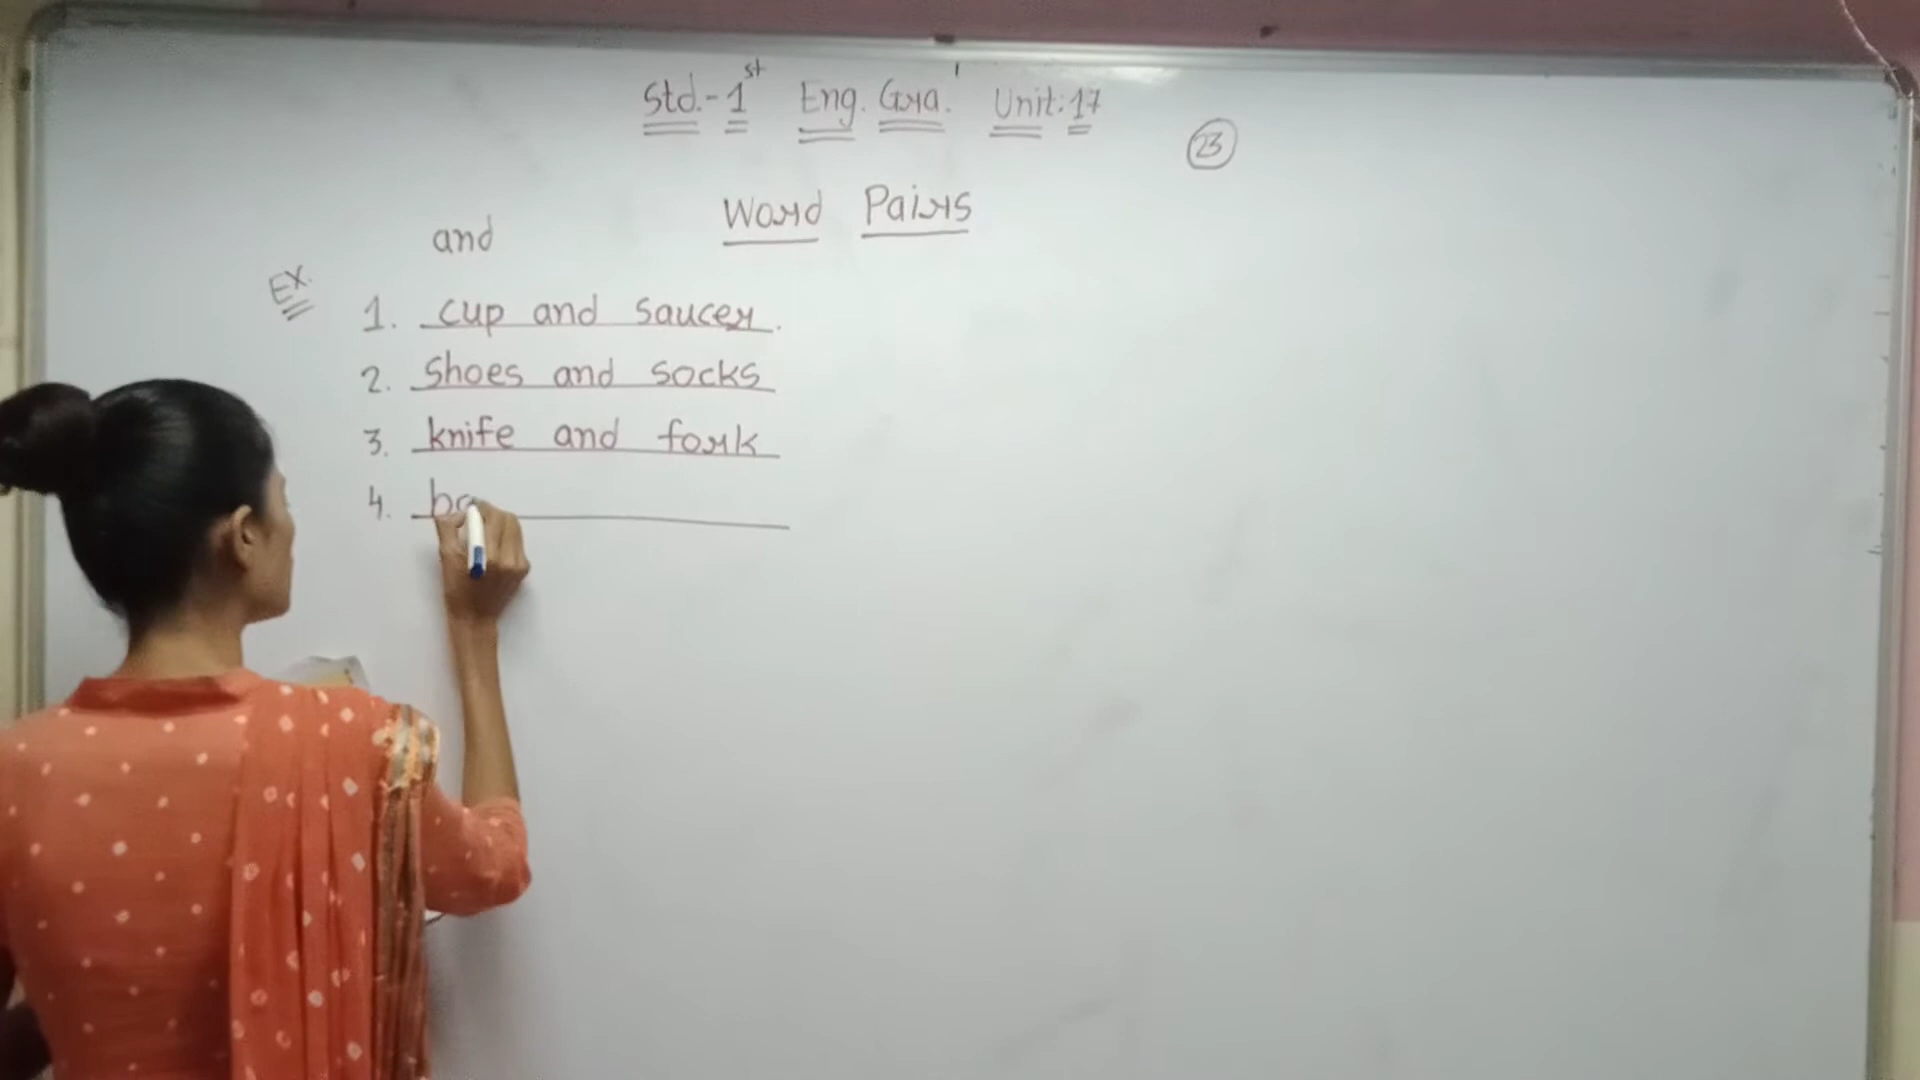 Std.- 1st Eng. Gra. Unit: 17
23
Word Pairs
and
EX.
1. cup and saucer.
2. shoes and socks
3. knife and fork
4.